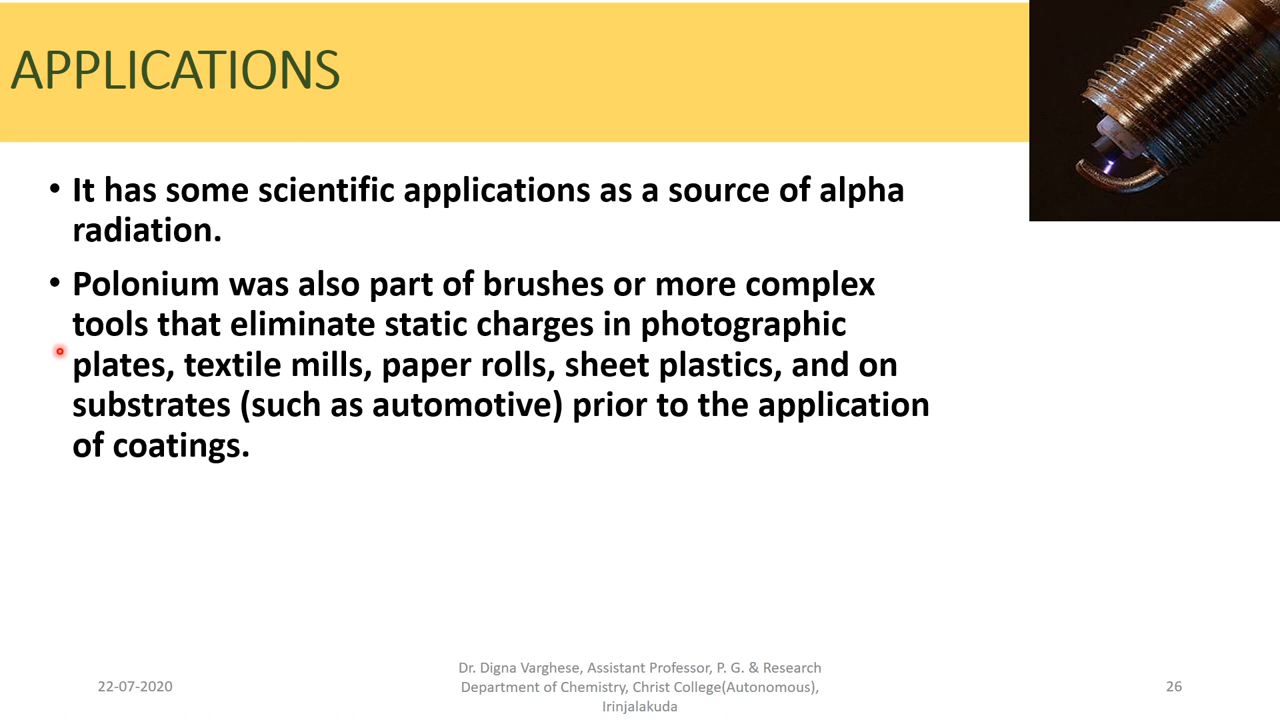 APPLICATIONS
• It has some scientific applications as a source of alpha
radiation.
• Polonium was also part of brushes or more complex
tools that eliminate static charges in photographic
plates, textile mills, paper rolls, sheet plastics, and on
substrates (such as automotive) prior to the application
of coatings.
22-07-2020
Dr. Digna Varghese, Assistant Professor, P. G. & Research
Department of Chemistry, Christ College(Autonomous),
Irinjalakuda
26